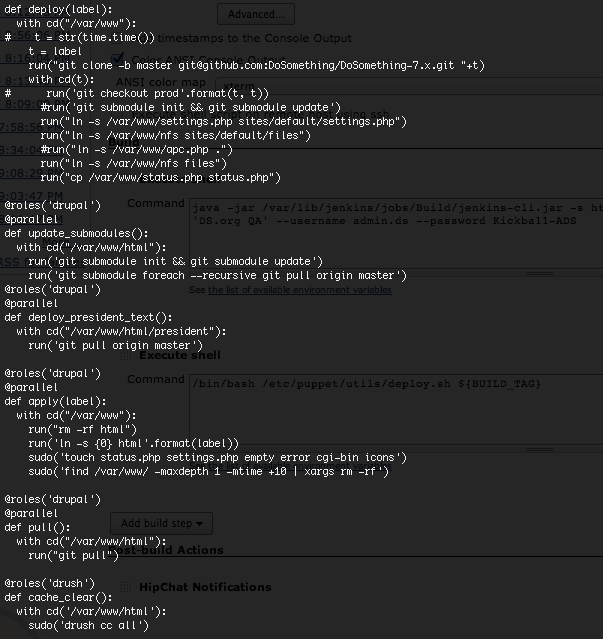 def deploy(label):
  with cd("/var/www"):
#   t = str(time.time())
    t = label
    run("git clone -b master git@github.com:DoSomething/DoSomething-7.x.git "+t)
    with cd(t):
#     run('git checkout prod'.format(t, t))
      #run('git submodule init && git submodule update')
      run("ln -s /var/www/settings.php sites/default/settings.php")
      run("ln -s /var/www/nfs sites/default/files")
      #run("ln -s /var/www/apc.php .")
      run("ln -s /var/www/nfs files")
      run("cp /var/www/status.php status.php")
@roles('drupal')
@parallel
def update_submodules():
  with cd("/var/www/html"):
    run('git submodule init && git submodule update')
    run('git submodule foreach --recursive git pull origin master')
@roles('drupal')
@parallel
def deploy_president_text():
  with cd("/var/www/html/president"):
    run('git pull origin master')
@roles('drupal')
@parallel
def apply(label):
  with cd("/var/www"):
    run("rm -rf html")
    run('ln -s {0} html'.format(label))
    sudo('touch status.php settings.php empty error cgi-bin icons')
    sudo('find /var/www/ -maxdepth 1 -mtime +10 | xargs rm -rf')
@roles('drupal')
@parallel
def pull():
  with cd("/var/www/html"):
    run("git pull")
@roles('drush')
def cache_clear():
  with cd('/var/www/html'):
    sudo('drush cc all')
Advanced...
timestamps to the Console Output
Color ANSI Console Output
ANSI color map
Build
Command
java -jar /var/lib/jenkins/jobs/Build/jenkins-cli.jar -s ht
'DS.org QA' --username admin.ds --password Kickball-ADS
See the list of available environment variables
Execute shell
Command
/bin/bash /etc/puppet/utils/deploy.sh ${BUILD_TAG}
Add build step
Post-build Actions
HipChat Notifications